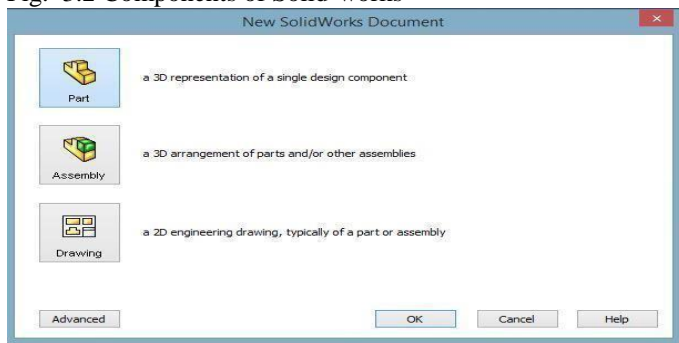 Fig. 5.2 Components of Solid works
New SolidWorks Document
Part
a 3D representation of a single design component
Assembly
a 3D arrangement of parts and/or other assemblies
Drawing
a 2D engineering drawing, typically of a part or assembly
Advanced
OK
Cancel
Help